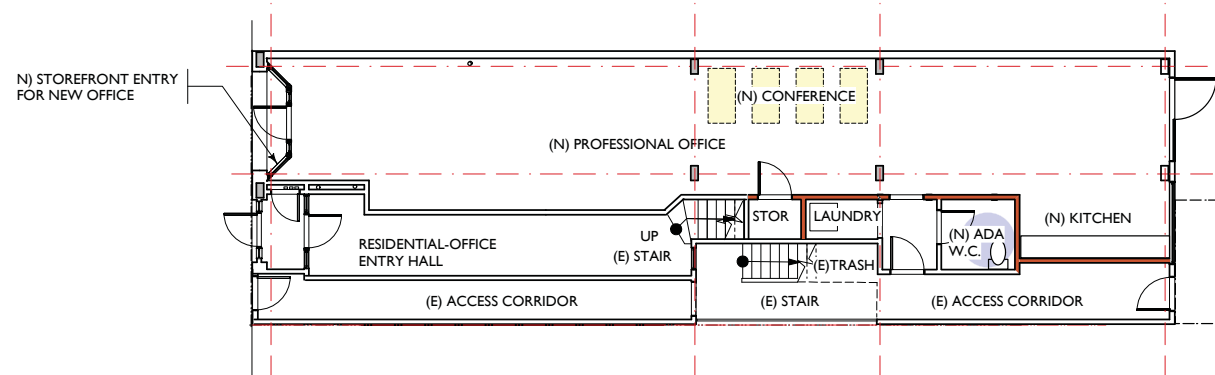 N) STOREFRONT ENTRY
FOR NEW OFFICE
(N) CONFERENCE
(N) PROFESSIONAL OFFICE
STOR
LAUNDRY
(N) KITCHEN
(N) ADA
W.C.
UP
(E) STAIR
RESIDENTIAL-OFFICE
ENTRY HALL
(E)TRASH
(E) ACCESS CORRIDOR
(E) STAIR
(E) ACCESS CORRIDOR